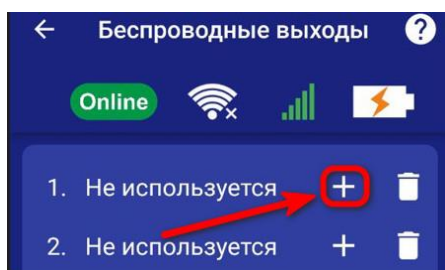 Беспроводные выходы ?
Online
1. Не используется +
2. Не используется +